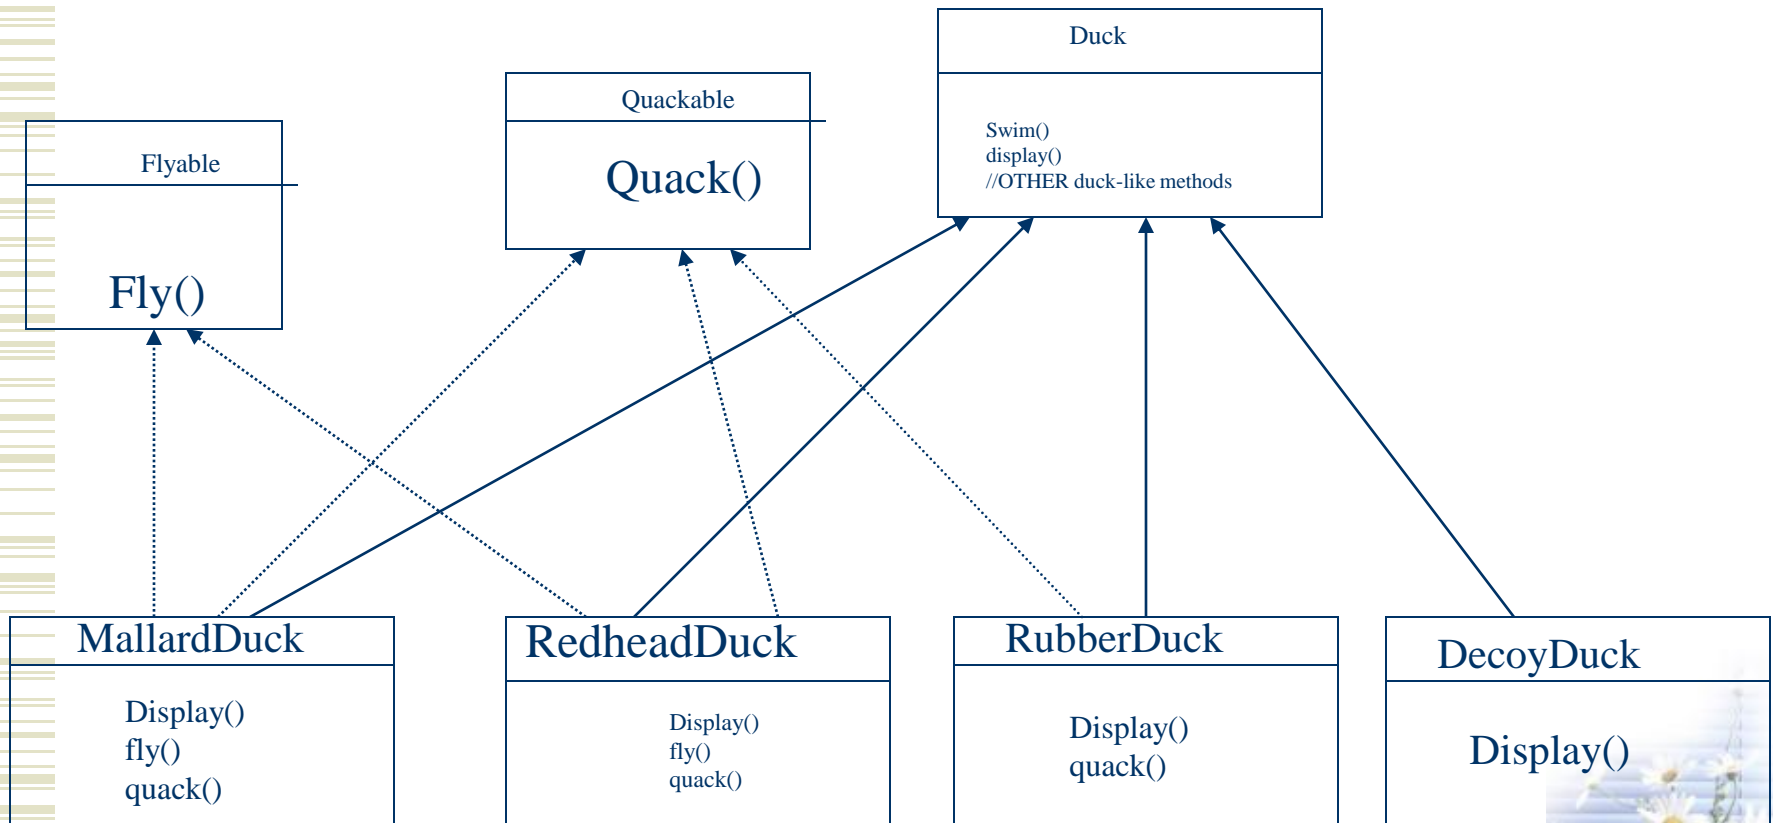 Duck
Swim()
display()
//OTHER duck-like methods
Quackable
Quack()
Flyable
Fly()
MallardDuck
Display()
fly()
quack()
RedheadDuck
Display()
fly()
quack()
RubberDuck
Display()
quack()
DecoyDuck
Display()